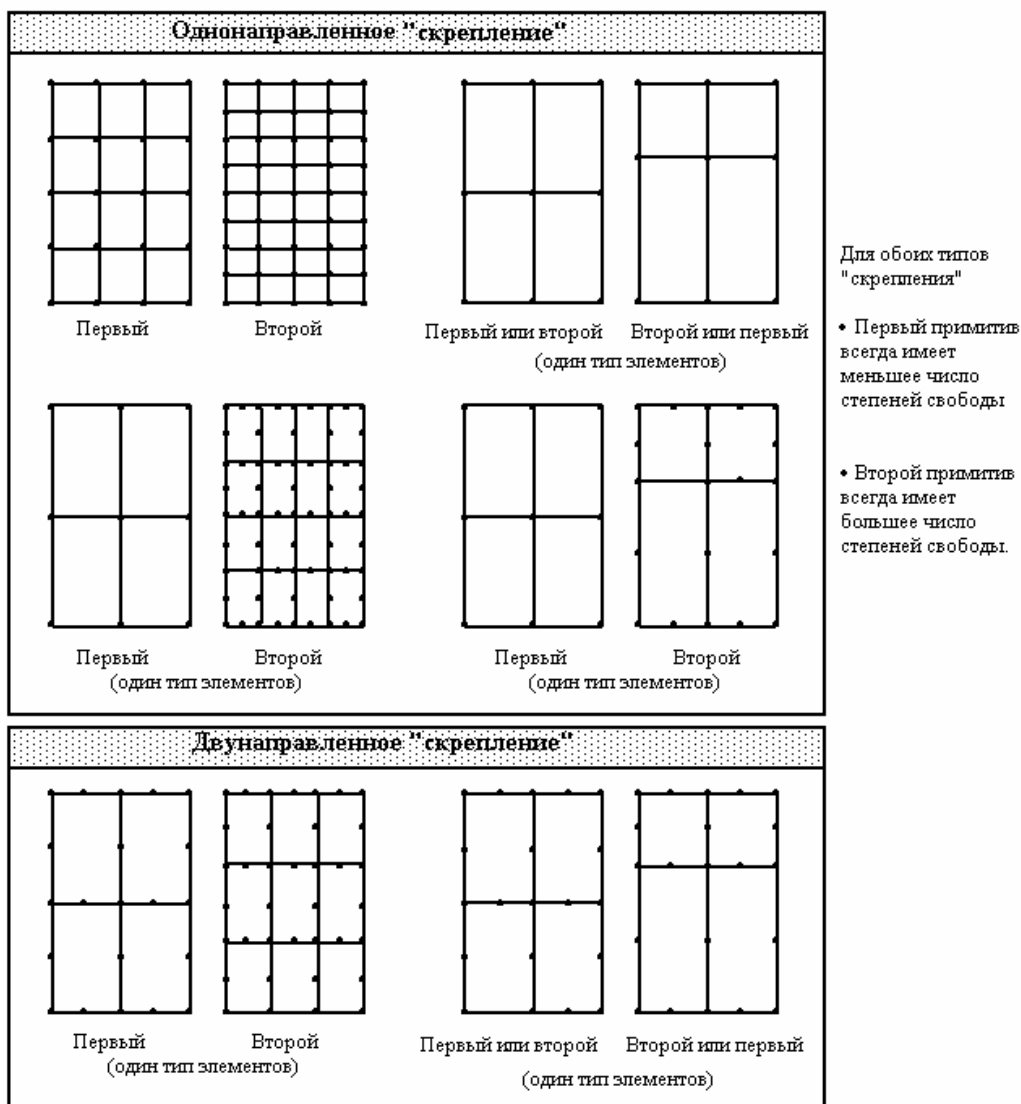 Однонаправленное "скрепление"
Первый
Второй
Первый или второй
Второй или первый
(один тип элементов)
Первый
Второй
(один тип элементов)
Первый
Второй
(один тип элементов)
Для обоих типов
"скрепления"
• Первый примитив
всегда имеет
меньшее число
степеней свободы
• Второй примитив
всегда имеет
большее число
степеней свободы.
Двунаправленное "скрепление"
Первый
Второй
(один тип элементов)
Первый или второй
Второй или первый
(один тип элементов)